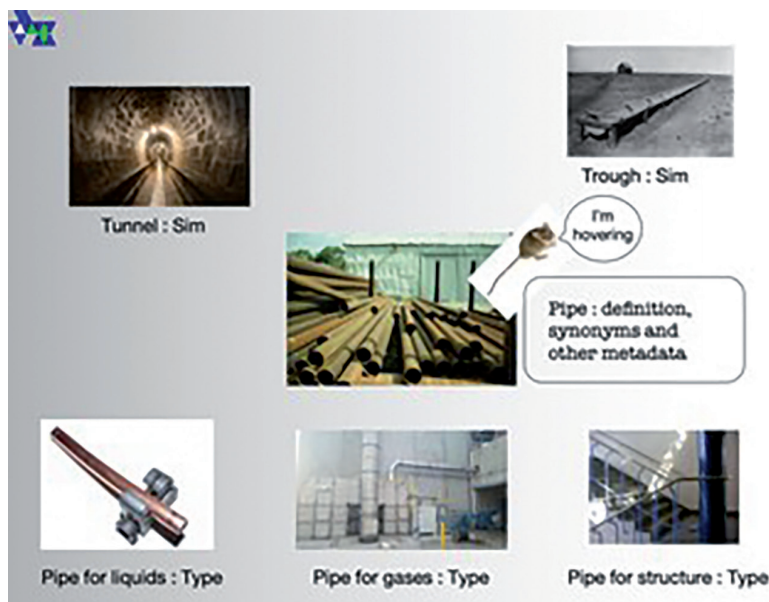 Trough : Sim
Tunnel : Sim
I'm
hovering
Pipe : definition,
synonyms and
other metadata
Pipe for liquids : Type
Pipe for gases : Type
Pipe for structure : Type